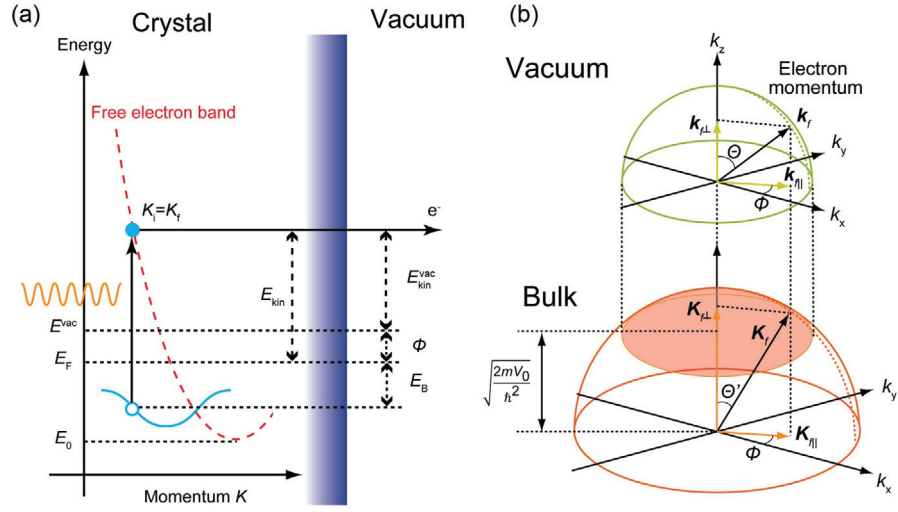 (a)
Crystal
Vacuum
Energy
Free electron band
K_i=K_f
e⁻
E_kin
E_kin^vac
E^vac
Φ
E_F
E_B
E_0
Momentum K
(b)
k_z
Vacuum
Electron
momentum
k_f⊥
k_f
Θ
k_y
k_f||
Φ
k_x
Bulk
K_f⊥
K_f
√(2mV_0/ħ²)
Θ'
k_y
K_f||
Φ
k_x